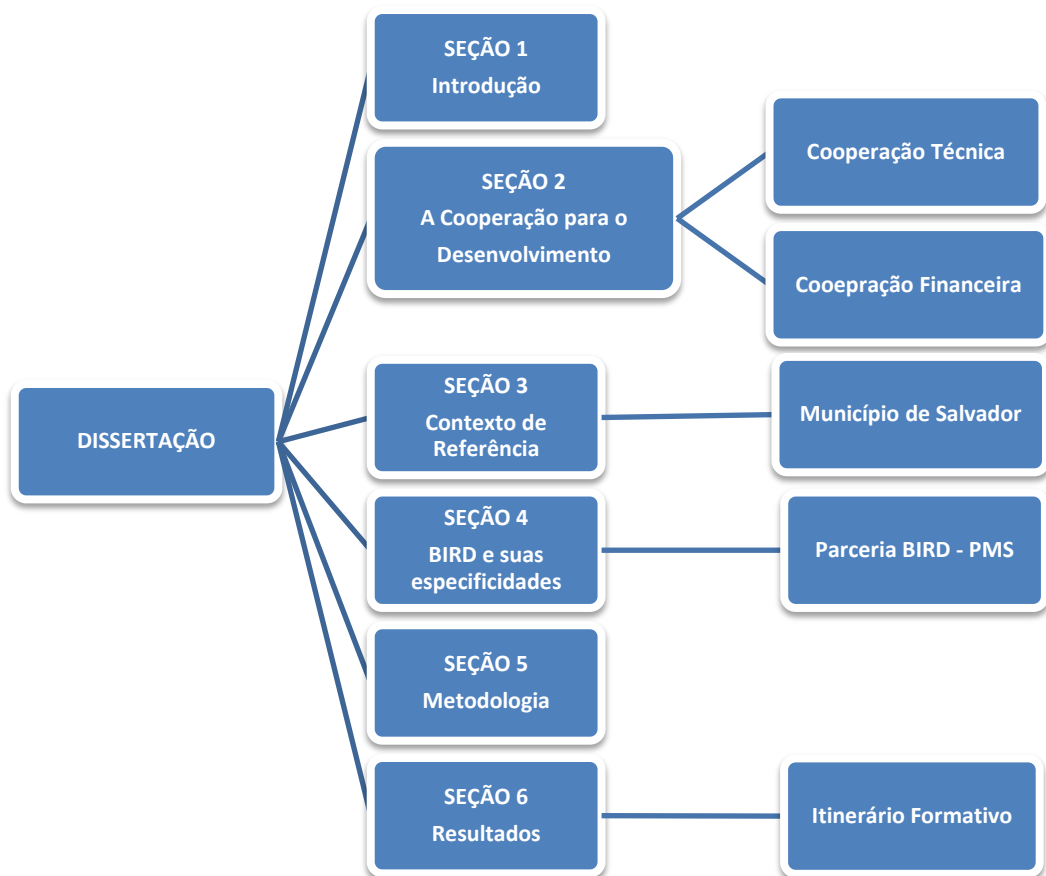 SEÇÃO 1
Introdução
SEÇÃO 2
A Cooperação para o
Desenvolvimento
Cooperação Técnica
Cooepração Financeira
DISSERTAÇÃO
SEÇÃO 3
Contexto de
Referência
Município de Salvador
SEÇÃO 4
BIRD e suas
especificidades
Parceria BIRD - PMS
SEÇÃO 5
Metodologia
SEÇÃO 6
Resultados
Itinerário Formativo